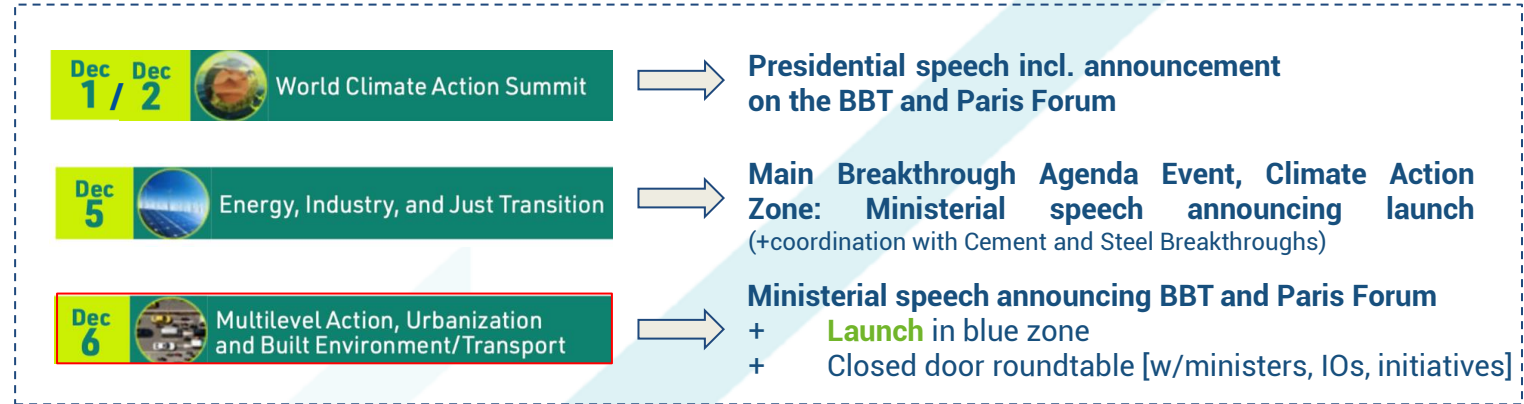 Dec Dec
1 / 2
World Climate Action Summit
Presidential speech incl. announcement
on the BBT and Paris Forum
Dec
5
Energy, Industry, and Just Transition
Main Breakthrough Agenda Event, Climate Action
Zone: Ministerial speech announcing launch
(+coordination with Cement and Steel Breakthroughs)
Dec
6
Multilevel Action, Urbanization
and Built Environment/Transport
Ministerial speech announcing BBT and Paris Forum
+ Launch in blue zone
+ Closed door roundtable [w/ministers, IOs, initiatives]